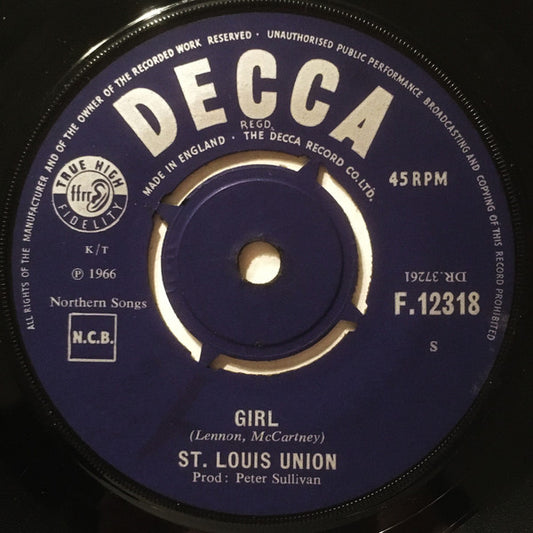 ALL RIGHTS OF THE MANUFACTURER AND OF THE OWNER OF THE RECORDED WORK RESERVED · UNAUTHORISED PUBLIC PERFORMANCE BROADCASTING AND COPYING OF THIS RECORD PROHIBITED
DECCA
REGD.
MADE IN ENGLAND · THE DECCA RECORD CO. LTD.
TRUE HIGH
ffrr
FIDELITY
45 RPM
K/T
℗ 1966
DR.37261
Northern Songs
F.12318
N.C.B.
S
GIRL
(Lennon, McCartney)
ST. LOUIS UNION
Prod: Peter Sullivan